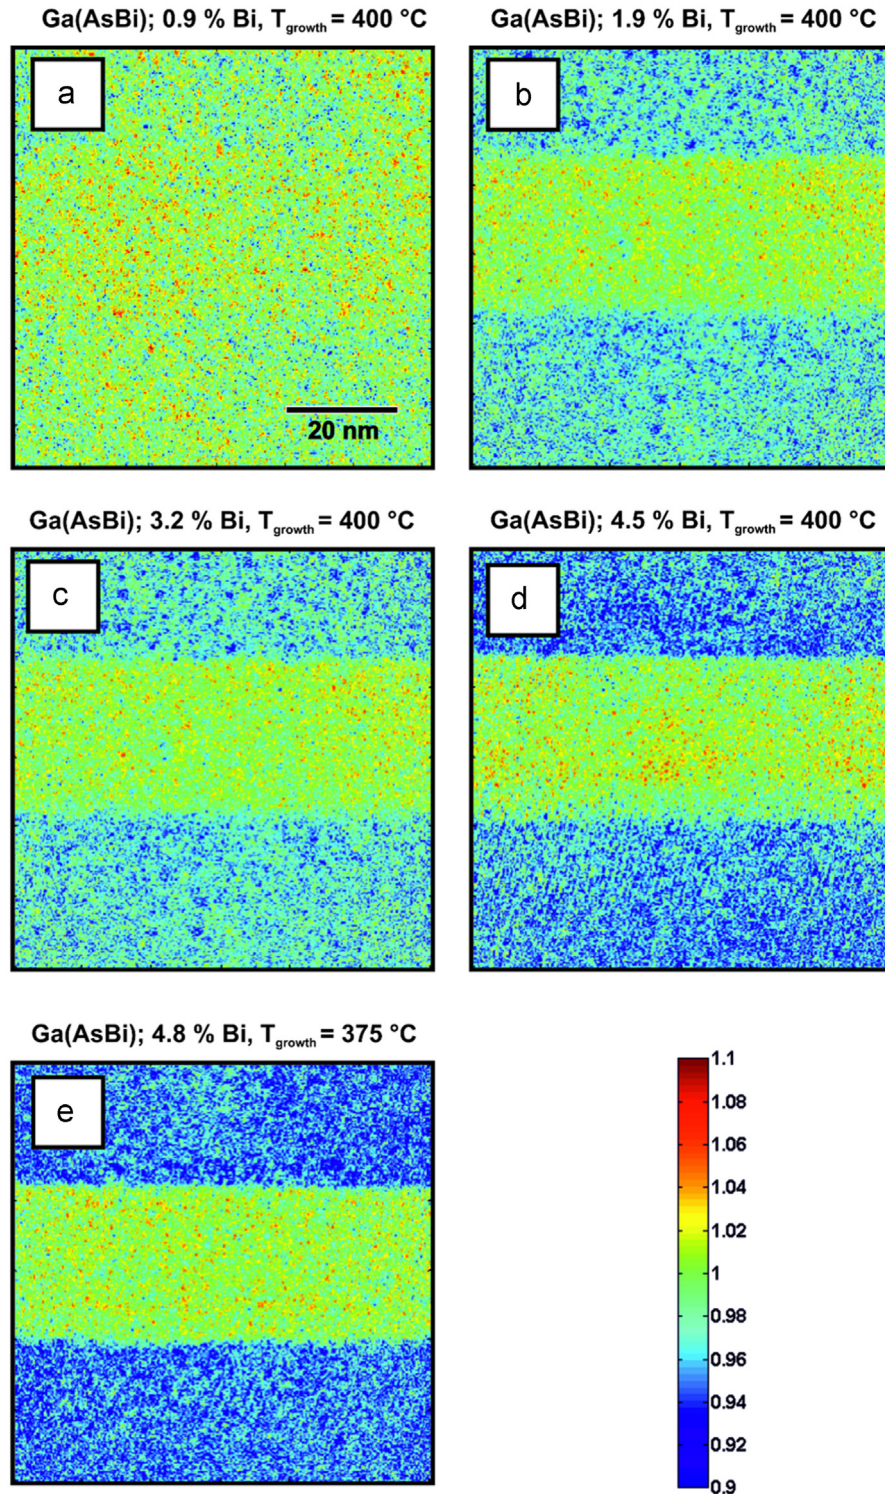 Ga(AsBi); 0.9 % Bi, Tgrowth = 400 °C
Ga(AsBi); 1.9 % Bi, Tgrowth = 400 °C
a
b
20 nm
Ga(AsBi); 3.2 % Bi, Tgrowth = 400 °C
Ga(AsBi); 4.5 % Bi, Tgrowth = 400 °C
c
d
Ga(AsBi); 4.8 % Bi, Tgrowth = 375 °C
e
1.1
1.08
1.06
1.04
1.02
1
0.98
0.96
0.94
0.92
0.9